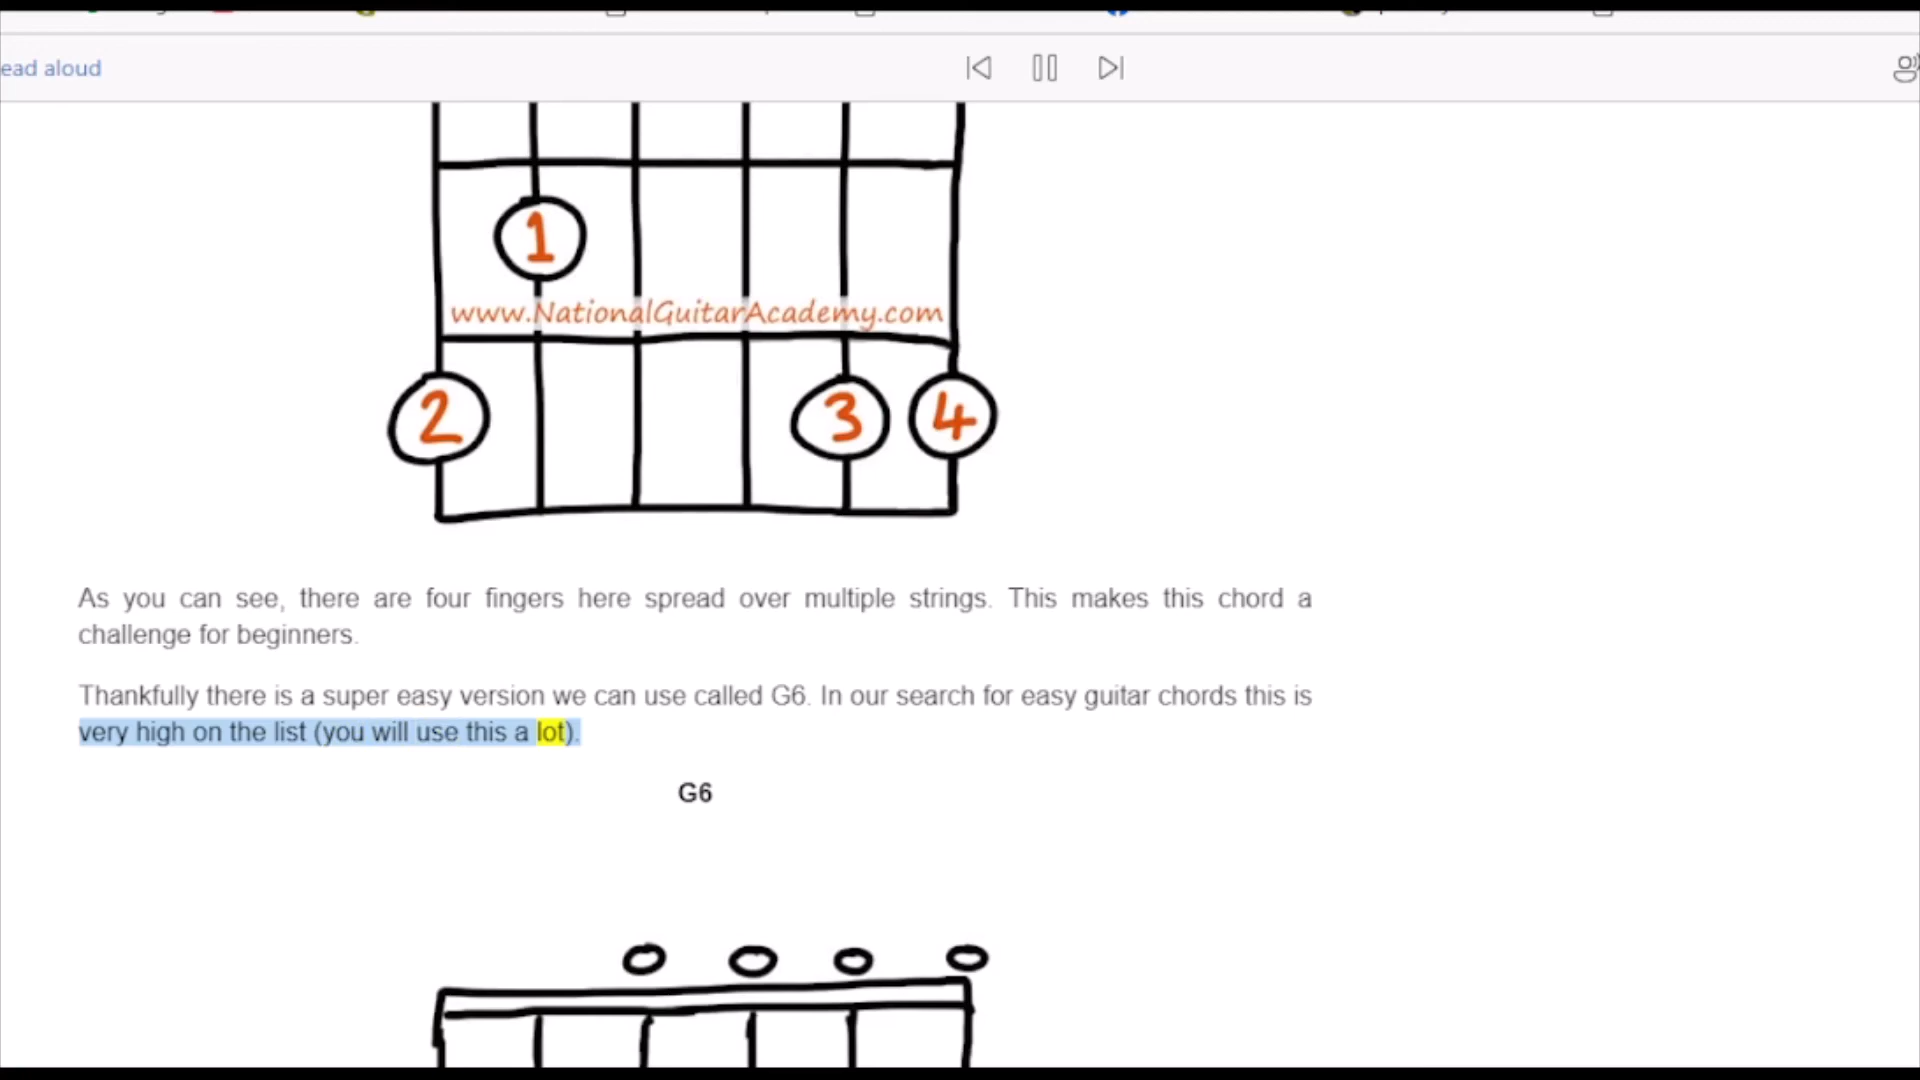 ead aloud
1
www.NationalGuitarAcademy.com
2 3 4
As you can see, there are four fingers here spread over multiple strings. This makes this chord a
challenge for beginners.
Thankfully there is a super easy version we can use called G6. In our search for easy guitar chords this is
very high on the list (you will use this a lot).
G6